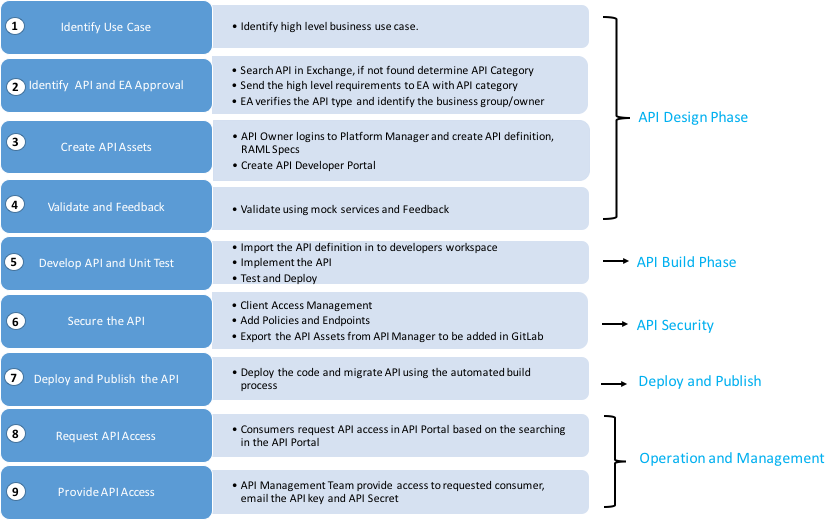 1
Identify Use Case
• Identify high level business use case.
2
Identify API and EA Approval
• Search API in Exchange, if not found determine API Category
• Send the high level requirements to EA with API category
• EA verifies the API type and identify the business group/owner
3
Create API Assets
• API Owner logins to Platform Manager and create API definition,
RAML Specs
• Create API Developer Portal
4
Validate and Feedback
• Validate using mock services and Feedback
API Design Phase
5
Develop API and Unit Test
• Import the API definition in to developers workspace
• Implement the API
• Test and Deploy
API Build Phase
6
Secure the API
• Client Access Management
• Add Policies and Endpoints
• Export the API Assets from API Manager to be added in GitLab
API Security
7
Deploy and Publish the API
• Deploy the code and migrate API using the automated build
process
Deploy and Publish
8
Request API Access
• Consumers request API access in API Portal based on the searching
in the API Portal
9
Provide API Access
• API Management Team provide access to requested consumer,
email the API key and API Secret
Operation and Management